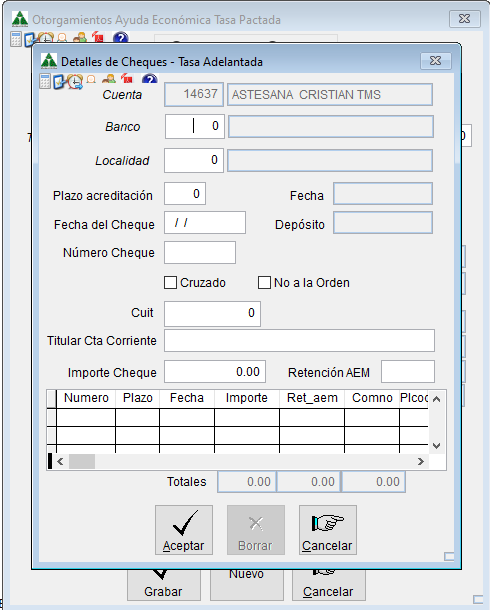 Otorgamientos Ayuda Económica Tasa Pactada
Detalles de Cheques - Tasa Adelantada
Cuenta 14637 ASTESANA CRISTIAN TMS
Banco 0
Localidad 0
Plazo acreditación 0 Fecha
Fecha del Cheque / / Depósito
Número Cheque
Cruzado No a la Orden
Cuit 0
Titular Cta Corriente
Importe Cheque 0.00 Retención AEM
Numero Plazo Fecha Importe Ret_aem Comno
Totales 0.00 0.00 0.00
Aceptar Borrar Cancelar
Grabar Nuevo Cancelar